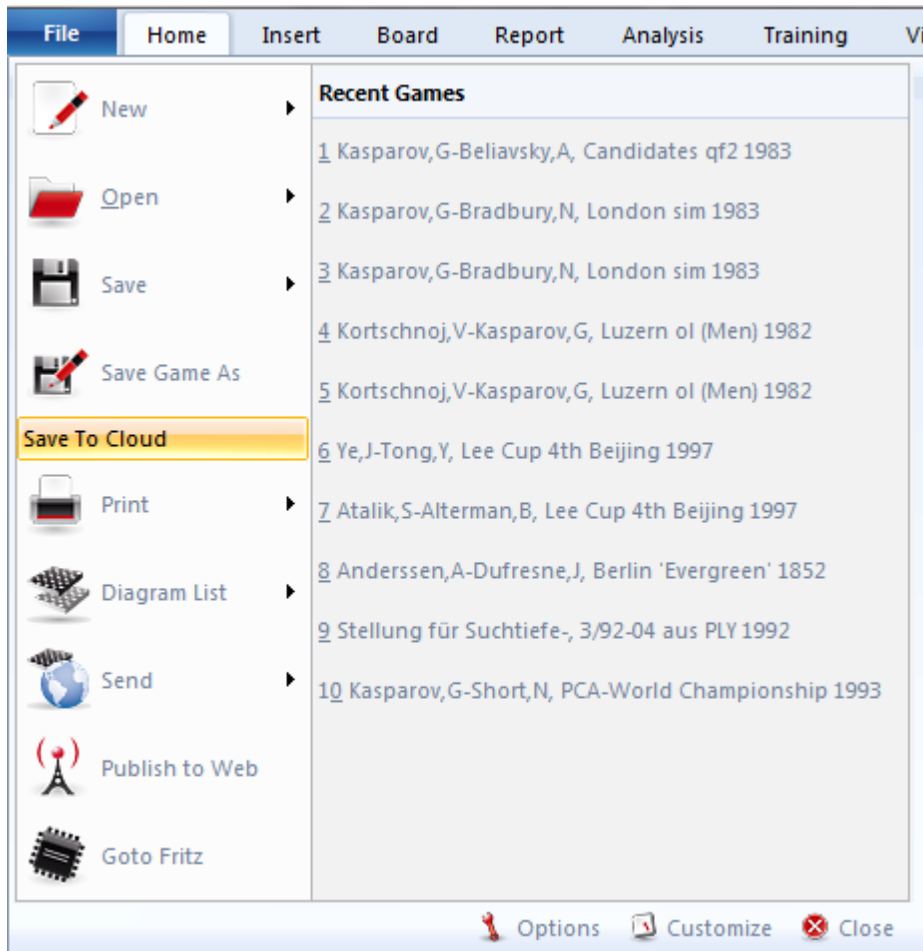 File Home Insert Board Report Analysis Training Vi
New
Open
Save
Save Game As
Save To Cloud
Print
Diagram List
Send
Publish to Web
Goto Fritz
Recent Games
1 Kasparov,G-Beliavsky,A, Candidates qf2 1983
2 Kasparov,G-Bradbury,N, London sim 1983
3 Kasparov,G-Bradbury,N, London sim 1983
4 Kortschnoj,V-Kasparov,G, Luzern ol (Men) 1982
5 Kortschnoj,V-Kasparov,G, Luzern ol (Men) 1982
6 Ye,J-Tong,Y, Lee Cup 4th Beijing 1997
7 Atalik,S-Alterman,B, Lee Cup 4th Beijing 1997
8 Anderssen,A-Dufresne,J, Berlin 'Evergreen' 1852
9 Stellung für Suchtiefe-, 3/92-04 aus PLY 1992
10 Kasparov,G-Short,N, PCA-World Championship 1993
Options Customize Close